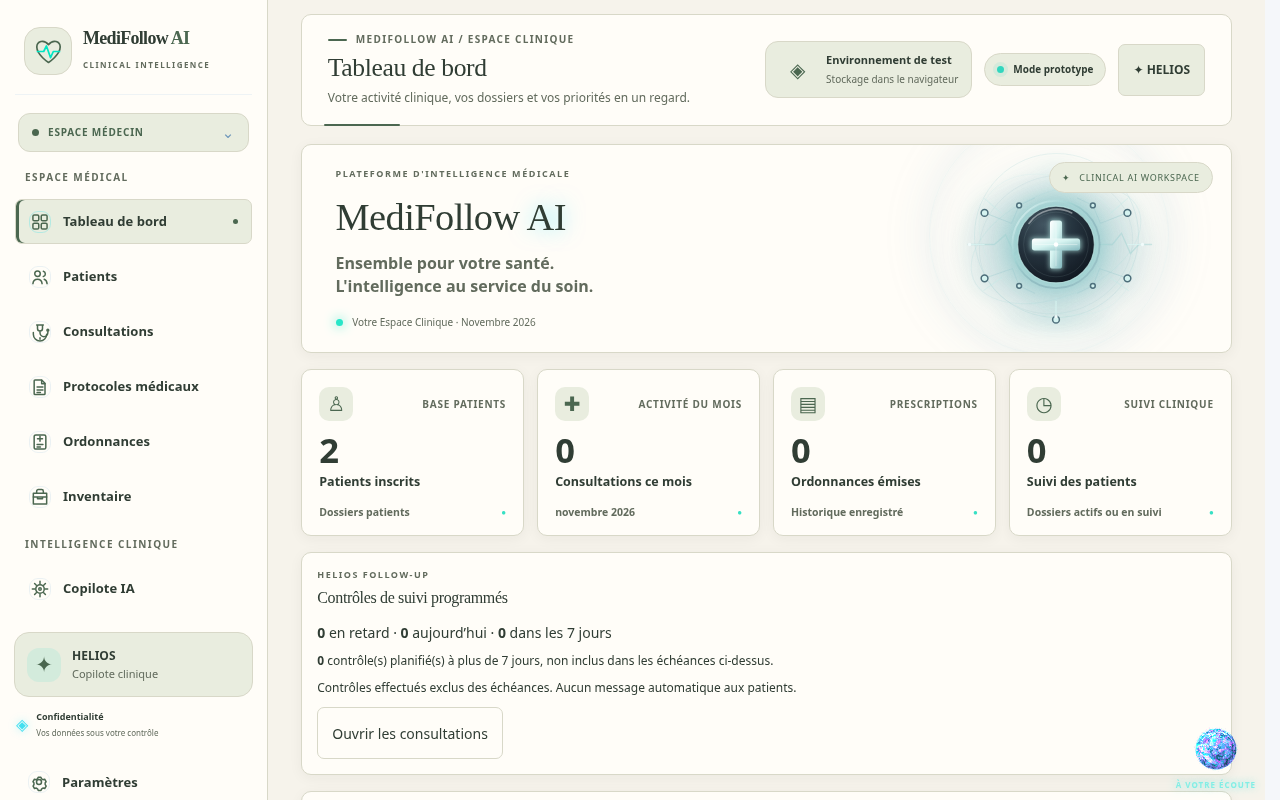 MediFollow AI
CLINICAL INTELLIGENCE
ESPACE MÉDECIN
ESPACE MÉDICAL
Tableau de bord
Patients
Consultations
Protocoles médicaux
Ordonnances
Inventaire
INTELLIGENCE CLINIQUE
Copilote IA
HELIOS
Copilote clinique
Confidentialité
Vos données sous votre contrôle
Paramètres
MEDIFOLLOW AI / ESPACE CLINIQUE
Tableau de bord
Votre activité clinique, vos dossiers et vos priorités en un regard.
Environnement de test
Stockage dans le navigateur
Mode prototype
✦ HELIOS
PLATEFORME D'INTELLIGENCE MÉDICALE
MediFollow AI
Ensemble pour votre santé.
L'intelligence au service du soin.
Votre Espace Clinique · Novembre 2026
✦ CLINICAL AI WORKSPACE
BASE PATIENTS
2
Patients inscrits
Dossiers patients
ACTIVITÉ DU MOIS
0
Consultations ce mois
novembre 2026
PRESCRIPTIONS
0
Ordonnances émises
Historique enregistré
SUIVI CLINIQUE
0
Suivi des patients
Dossiers actifs ou en suivi
HELIOS FOLLOW-UP
Contrôles de suivi programmés
0 en retard · 0 aujourd’hui · 0 dans les 7 jours
0 contrôle(s) planifié(s) à plus de 7 jours, non inclus dans les échéances ci-dessus.
Contrôles effectués exclus des échéances. Aucun message automatique aux patients.
Ouvrir les consultations
À VOTRE ÉCOUTE